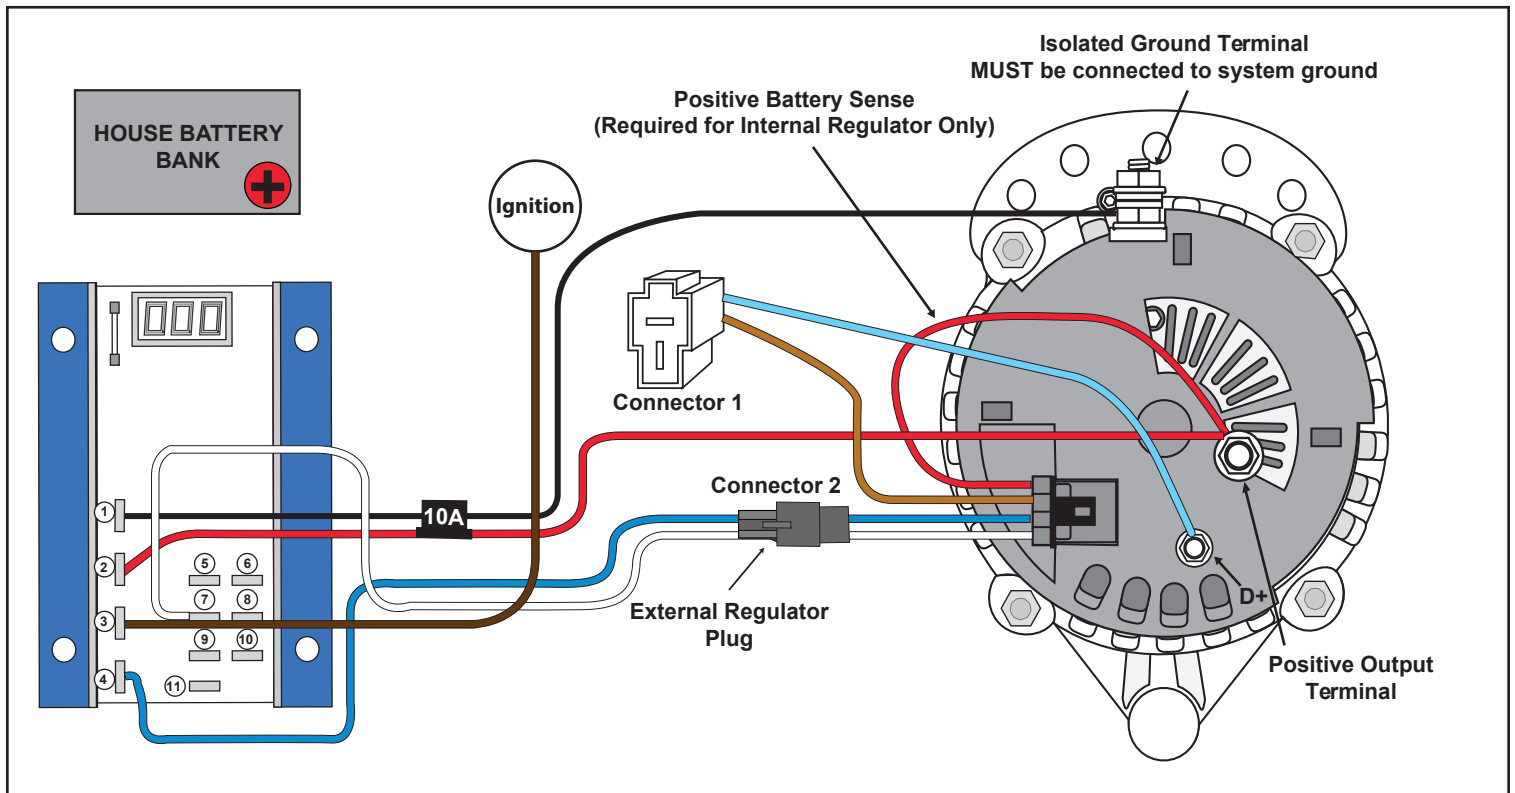 Isolated Ground Terminal
MUST be connected to system ground
Positive Battery Sense
(Required for Internal Regulator Only)
HOUSE BATTERY
BANK
Ignition
000
Connector 1
Connector 2
10A
1
2
3
4
5
6
7
8
9
10
11
External Regulator
Plug
D+
Positive Output
Terminal